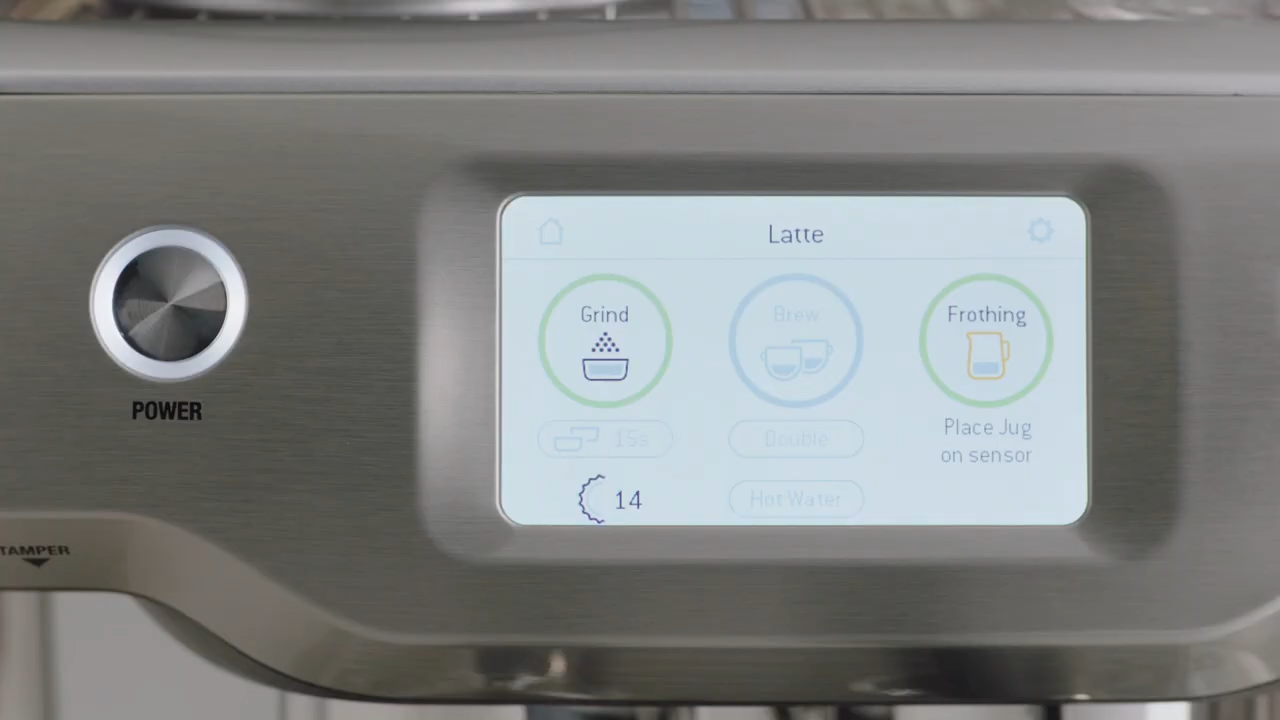 Latte
Grind
Brew
Frothing
15s
Double
Place Jug
on sensor
14
Hot Water
POWER
TAMPER